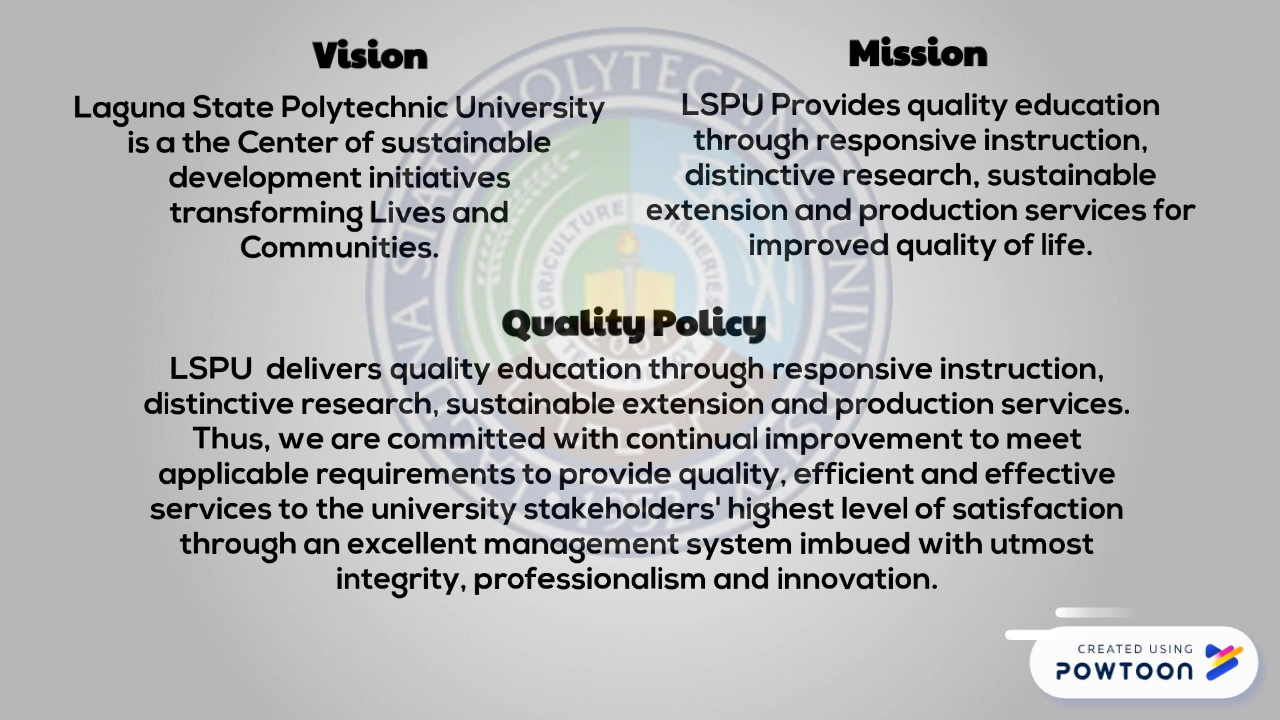 Vision
Laguna State Polytechnic University
is a the Center of sustainable
development initiatives
transforming Lives and
Communities.
Mission
LSPU Provides quality education
through responsive instruction,
distinctive research, sustainable
extension and production services for
improved quality of life.
Quality Policy
LSPU delivers quality education through responsive instruction,
distinctive research, sustainable extension and production services.
Thus, we are committed with continual improvement to meet
applicable requirements to provide quality, efficient and effective
services to the university stakeholders' highest level of satisfaction
through an excellent management system imbued with utmost
integrity, professionalism and innovation.
AGRICULTURE
FISHERIES
1952
CREATED USING
POWTOON